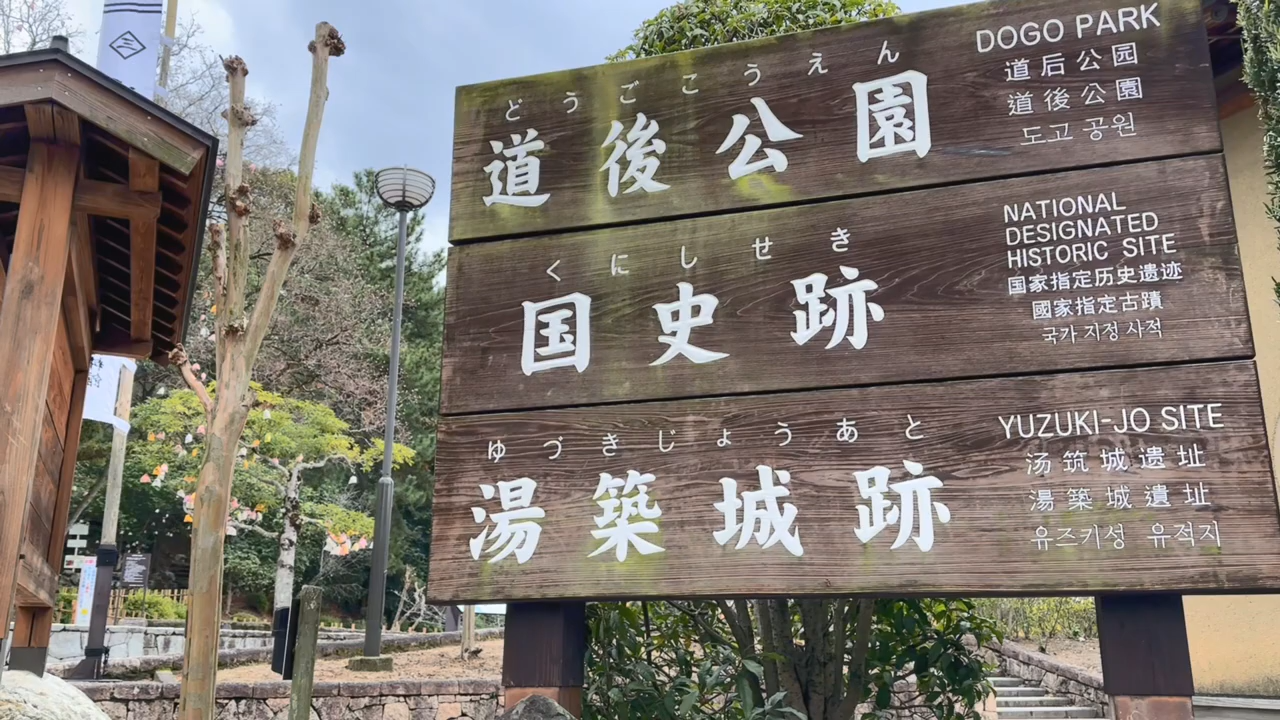 どうごこうえん
道後公園
DOGO PARK
道后公园
道後公園
도고 공원
くにしせき
国史跡
NATIONAL
DESIGNATED
HISTORIC SITE
国家指定历史遗迹
國家指定古蹟
국가 지정 사적
ゆづきじょうあと
湯築城跡
YUZUKI-JO SITE
汤筑城遗址
湯築城遺址
유즈키성 유적지